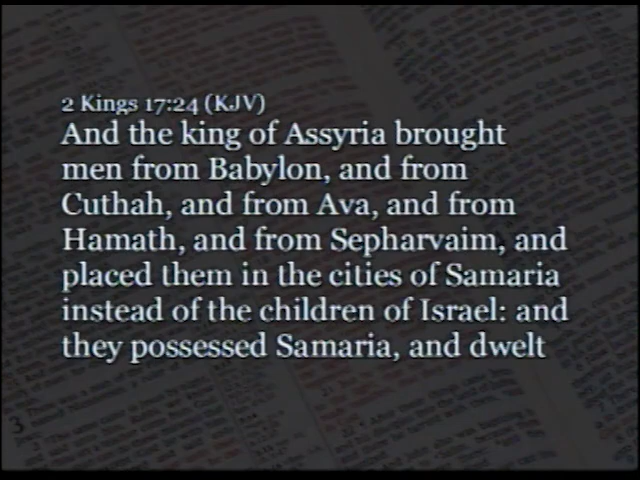 2 Kings 17:24 (KJV)
And the king of Assyria brought
men from Babylon, and from
Cuthah, and from Ava, and from
Hamath, and from Sepharvaim, and
placed them in the cities of Samaria
instead of the children of Israel: and
they possessed Samaria, and dwelt